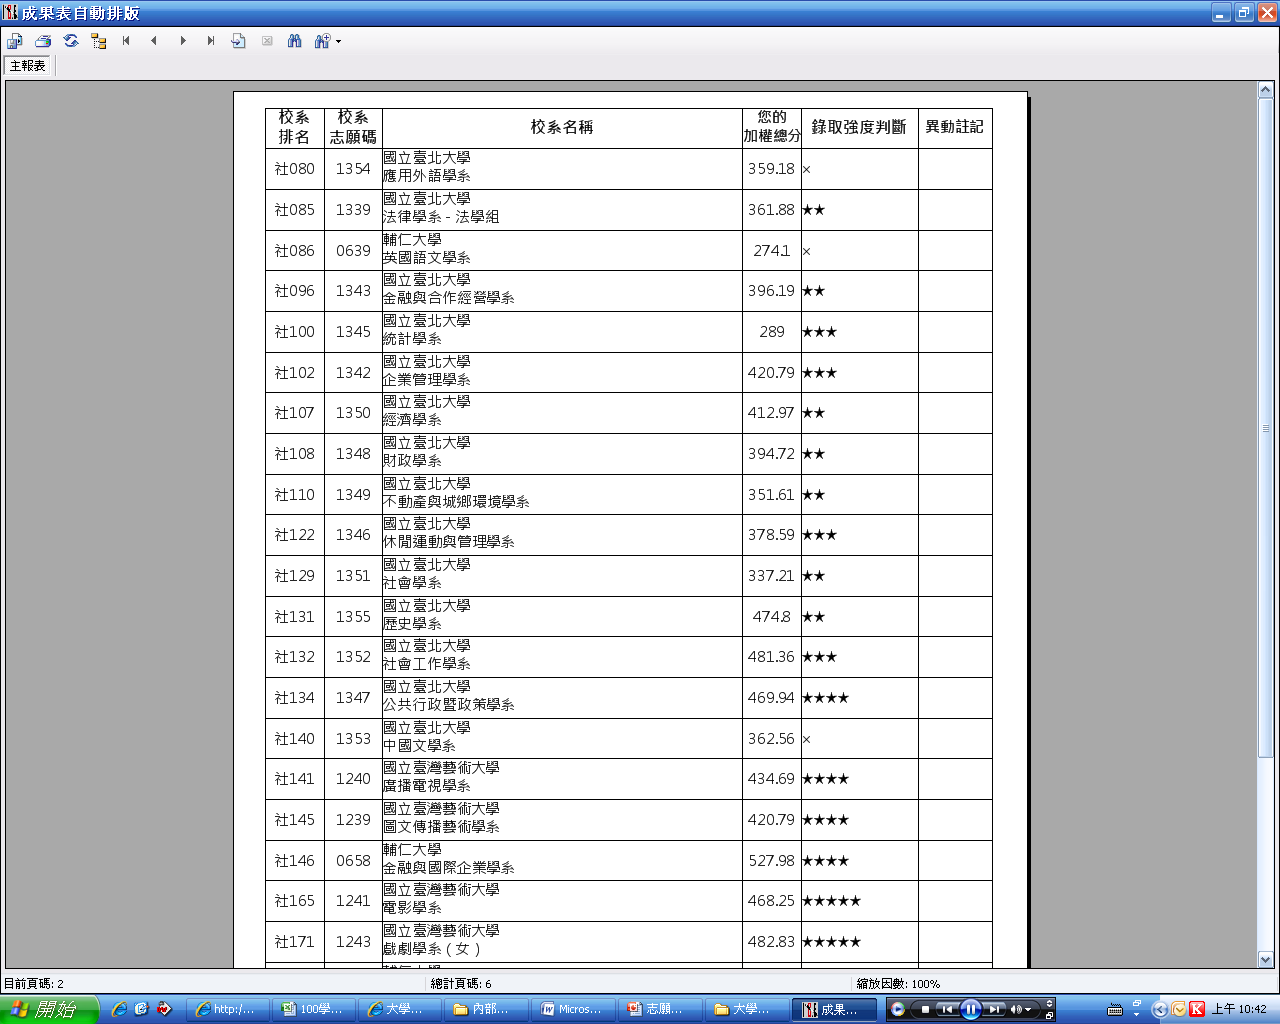 成果表自動排版
主報表
校系排名 校系志願碼 校系名稱 您的加權總分 錄取強度判斷 異動註記
社080 1354 國立臺北大學 359.18 ×
應用外語學系
社085 1339 國立臺北大學 361.88 ★★
法律學系－法學組
社086 0639 輔仁大學 274.1 ×
英國語文學系
社096 1343 國立臺北大學 396.19 ★★
金融與合作經營學系
社100 1345 國立臺北大學 289 ★★★
統計學系
社102 1342 國立臺北大學 420.79 ★★★
企業管理學系
社107 1350 國立臺北大學 412.97 ★★
經濟學系
社108 1348 國立臺北大學 394.72 ★★
財政學系
社110 1349 國立臺北大學 351.61 ★★
不動產與城鄉環境學系
社122 1346 國立臺北大學 378.59 ★★★
休閒運動與管理學系
社129 1351 國立臺北大學 337.21 ★★
社會學系
社131 1355 國立臺北大學 474.8 ★★
歷史學系
社132 1352 國立臺北大學 481.36 ★★★
社會工作學系
社134 1347 國立臺北大學 469.94 ★★★★
公共行政暨政策學系
社140 1353 國立臺北大學 362.56 ×
中國文學系
社141 1240 國立臺灣藝術大學 434.69 ★★★★
廣播電視學系
社145 1239 國立臺灣藝術大學 420.79 ★★★★
圖文傳播藝術學系
社146 0658 輔仁大學 527.98 ★★★★
金融與國際企業學系
社165 1241 國立臺灣藝術大學 468.25 ★★★★★
電影學系
社171 1243 國立臺灣藝術大學 482.83 ★★★★★
戲劇學系（女）
目前頁碼: 2 總計頁碼: 6 縮放因數: 100%
開始 http:/... 100學... 大學... 內部... Micros... 志願... 大學... 成果... 上午 10:42